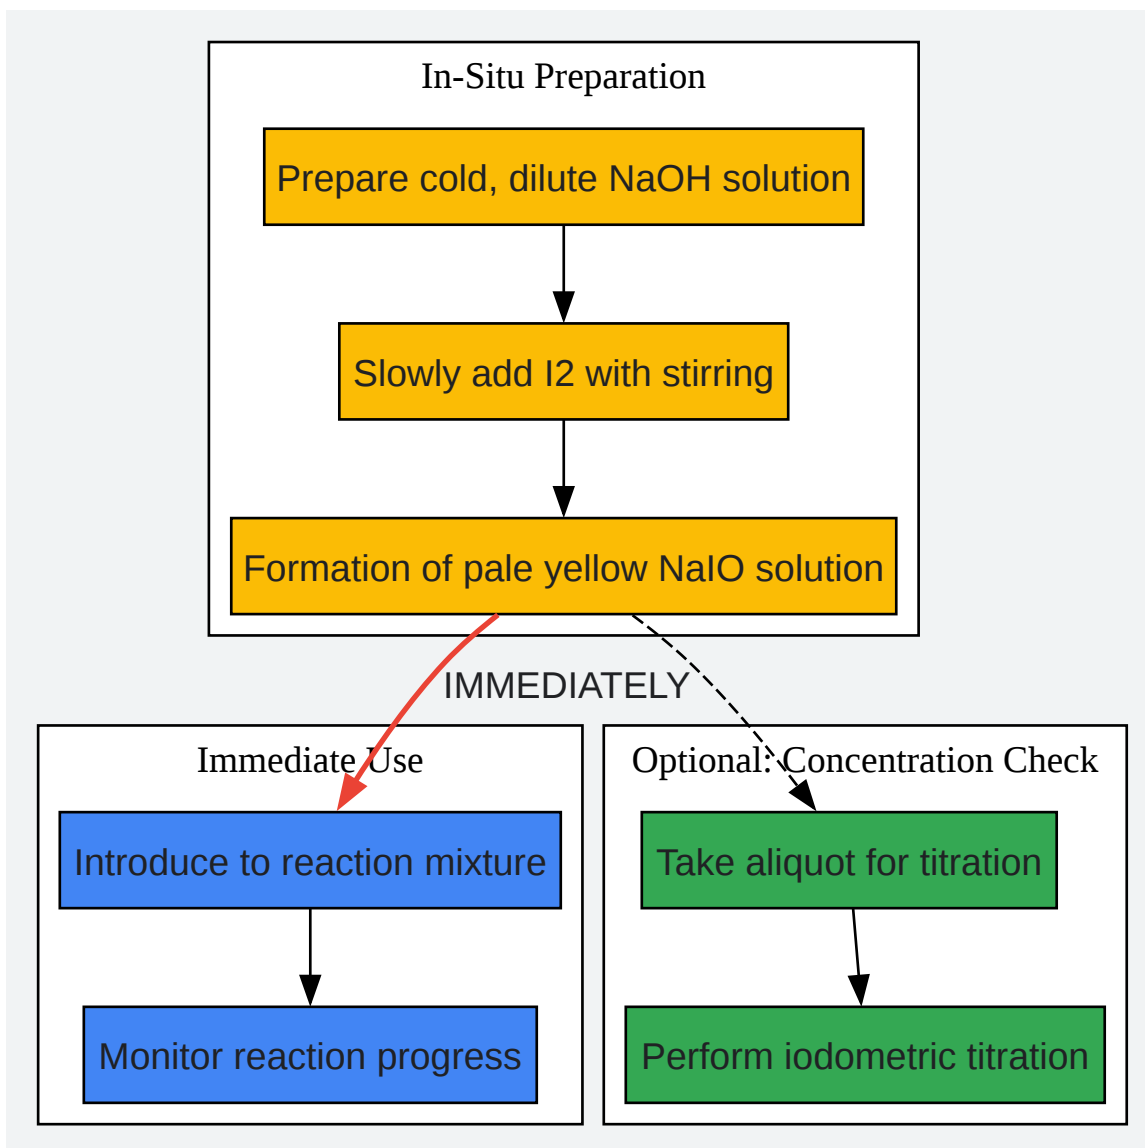 In-Situ Preparation
Prepare cold, dilute NaOH solution
Slowly add I2 with stirring
Formation of pale yellow NaIO solution
IMMEDIATELY
Immediate Use
Introduce to reaction mixture
Monitor reaction progress
Optional: Concentration Check
Take aliquot for titration
Perform iodometric titration